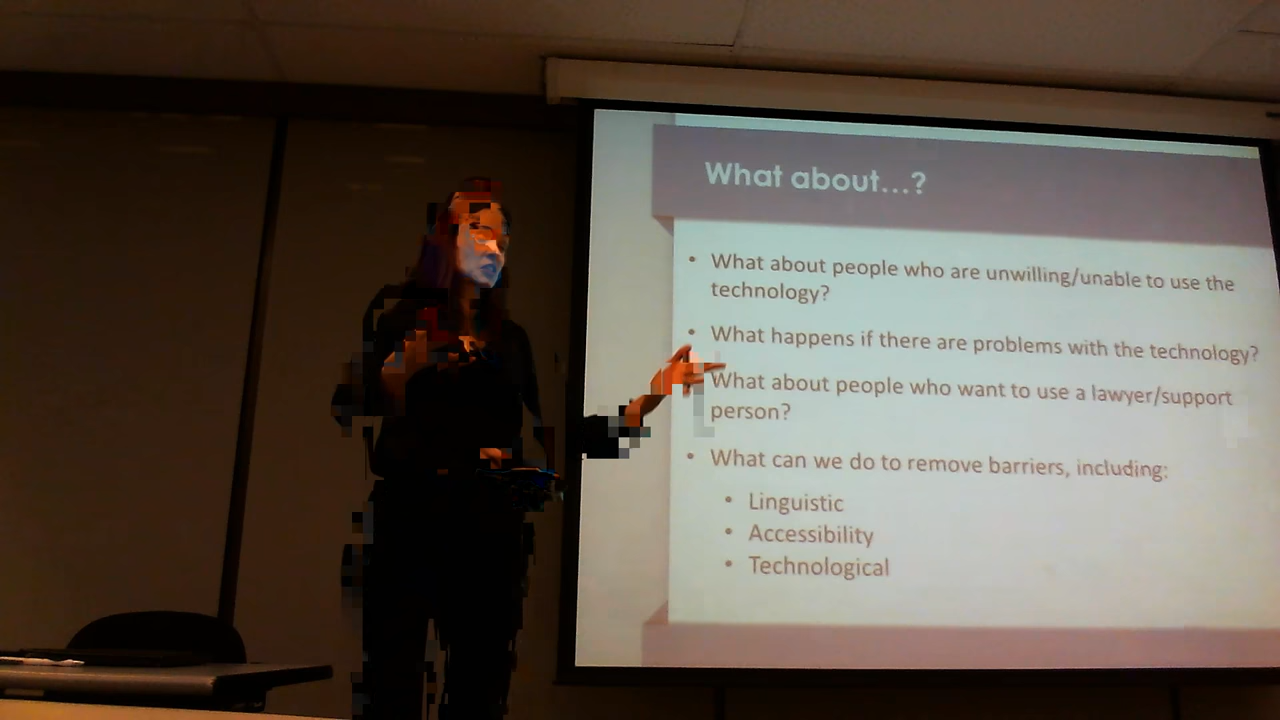 What about...?
• What about people who are unwilling/unable to use the
technology?
• What happens if there are problems with the technology?
What about people who want to use a lawyer/support
person?
• What can we do to remove barriers, including:
• Linguistic
• Accessibility
• Technological